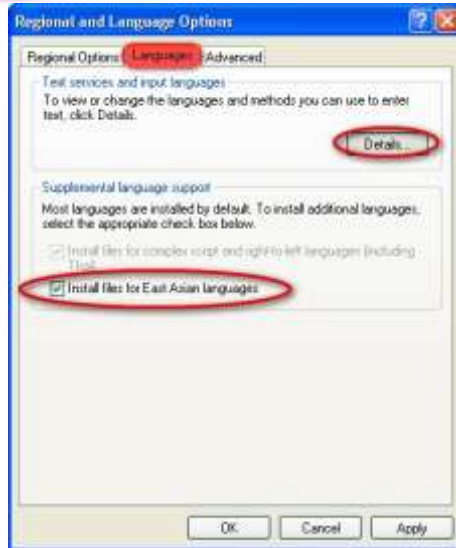 Regional and Language Options
Regional Options Languages Advanced
Text services and input languages
To view or change the languages and methods you can use to enter
text, click Details.
Details...
Supplemental language support
Most languages are installed by default. To install additional languages,
select the appropriate check box below.
Install files for complex script and right-to-left languages (including
Thai)
Install files for East Asian languages
OK Cancel Apply